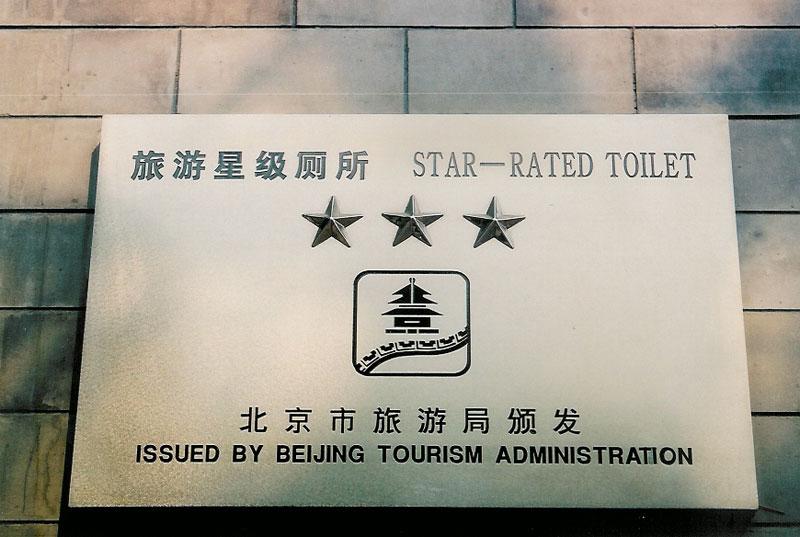 旅游星级厕所 STAR—RATED TOILET
北京市旅游局颁发
ISSUED BY BEIJING TOURISM ADMINISTRATION